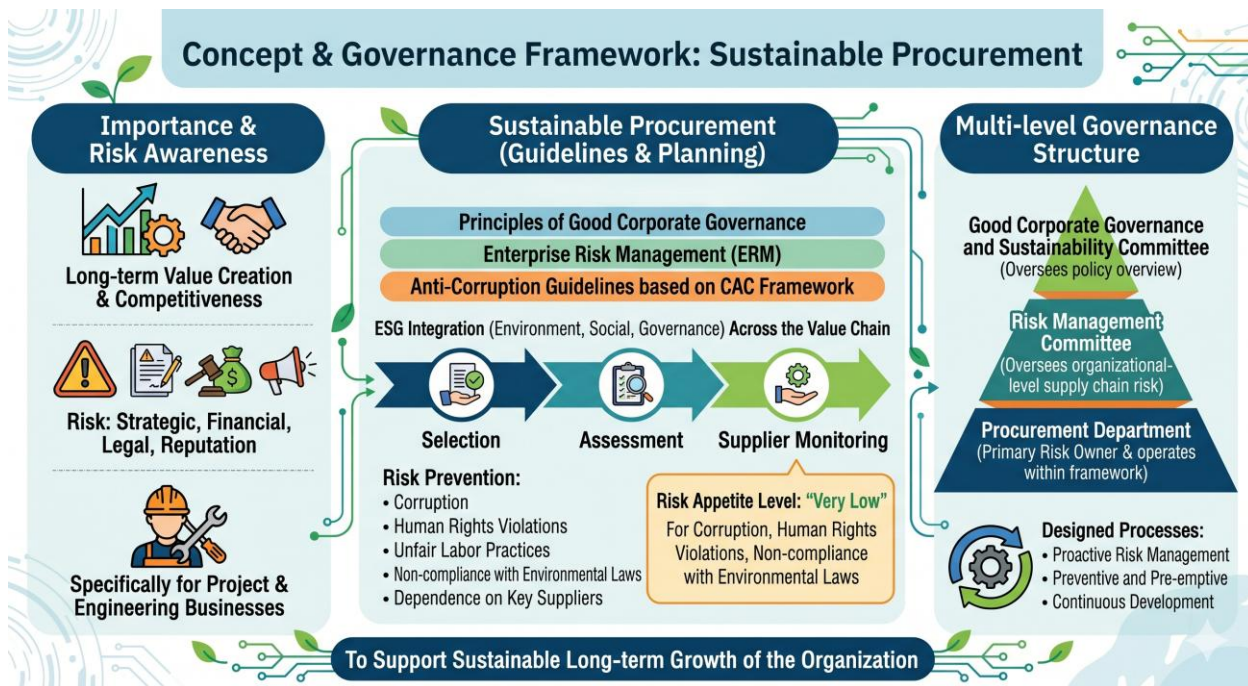 Concept & Governance Framework: Sustainable Procurement
Importance &
Risk Awareness
Long-term Value Creation
& Competitiveness
Risk: Strategic, Financial,
Legal, Reputation
Specifically for Project &
Engineering Businesses
Sustainable Procurement
(Guidelines & Planning)
Principles of Good Corporate Governance
Enterprise Risk Management (ERM)
Anti-Corruption Guidelines based on CAC Framework
ESG Integration (Environment, Social, Governance) Across the Value Chain
Selection
Assessment
Supplier Monitoring
Risk Prevention:
• Corruption
• Human Rights Violations
• Unfair Labor Practices
• Non-compliance with Environmental Laws
• Dependence on Key Suppliers
Risk Appetite Level: “Very Low”
For Corruption, Human Rights
Violations, Non-compliance
with Environmental Laws
Multi-level Governance
Structure
Good Corporate Governance
and Sustainability Committee
(Oversees policy overview)
Risk Management
Committee
(Oversees organizational-
level supply chain risk)
Procurement Department
(Primary Risk Owner & operates
within framework)
Designed Processes:
• Proactive Risk Management
• Preventive and Pre-emptive
• Continuous Development
To Support Sustainable Long-term Growth of the Organization